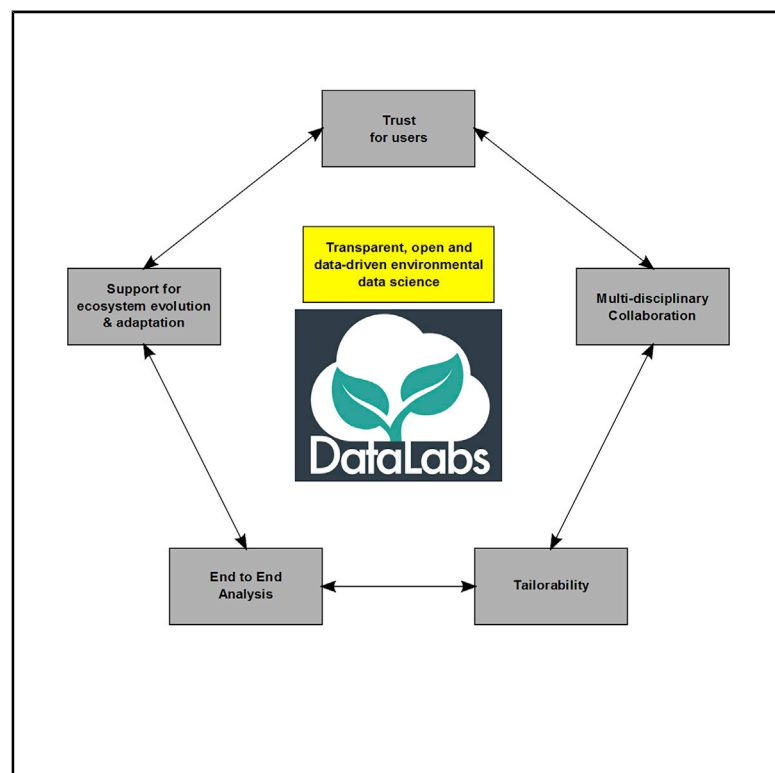 Trust
for users
Transparent, open and
data-driven environmental
data science
Support for
ecosystem evolution
& adaptation
Multi-disciplinary
Collaboration
DataLabs
End to End
Analysis
Tailorability